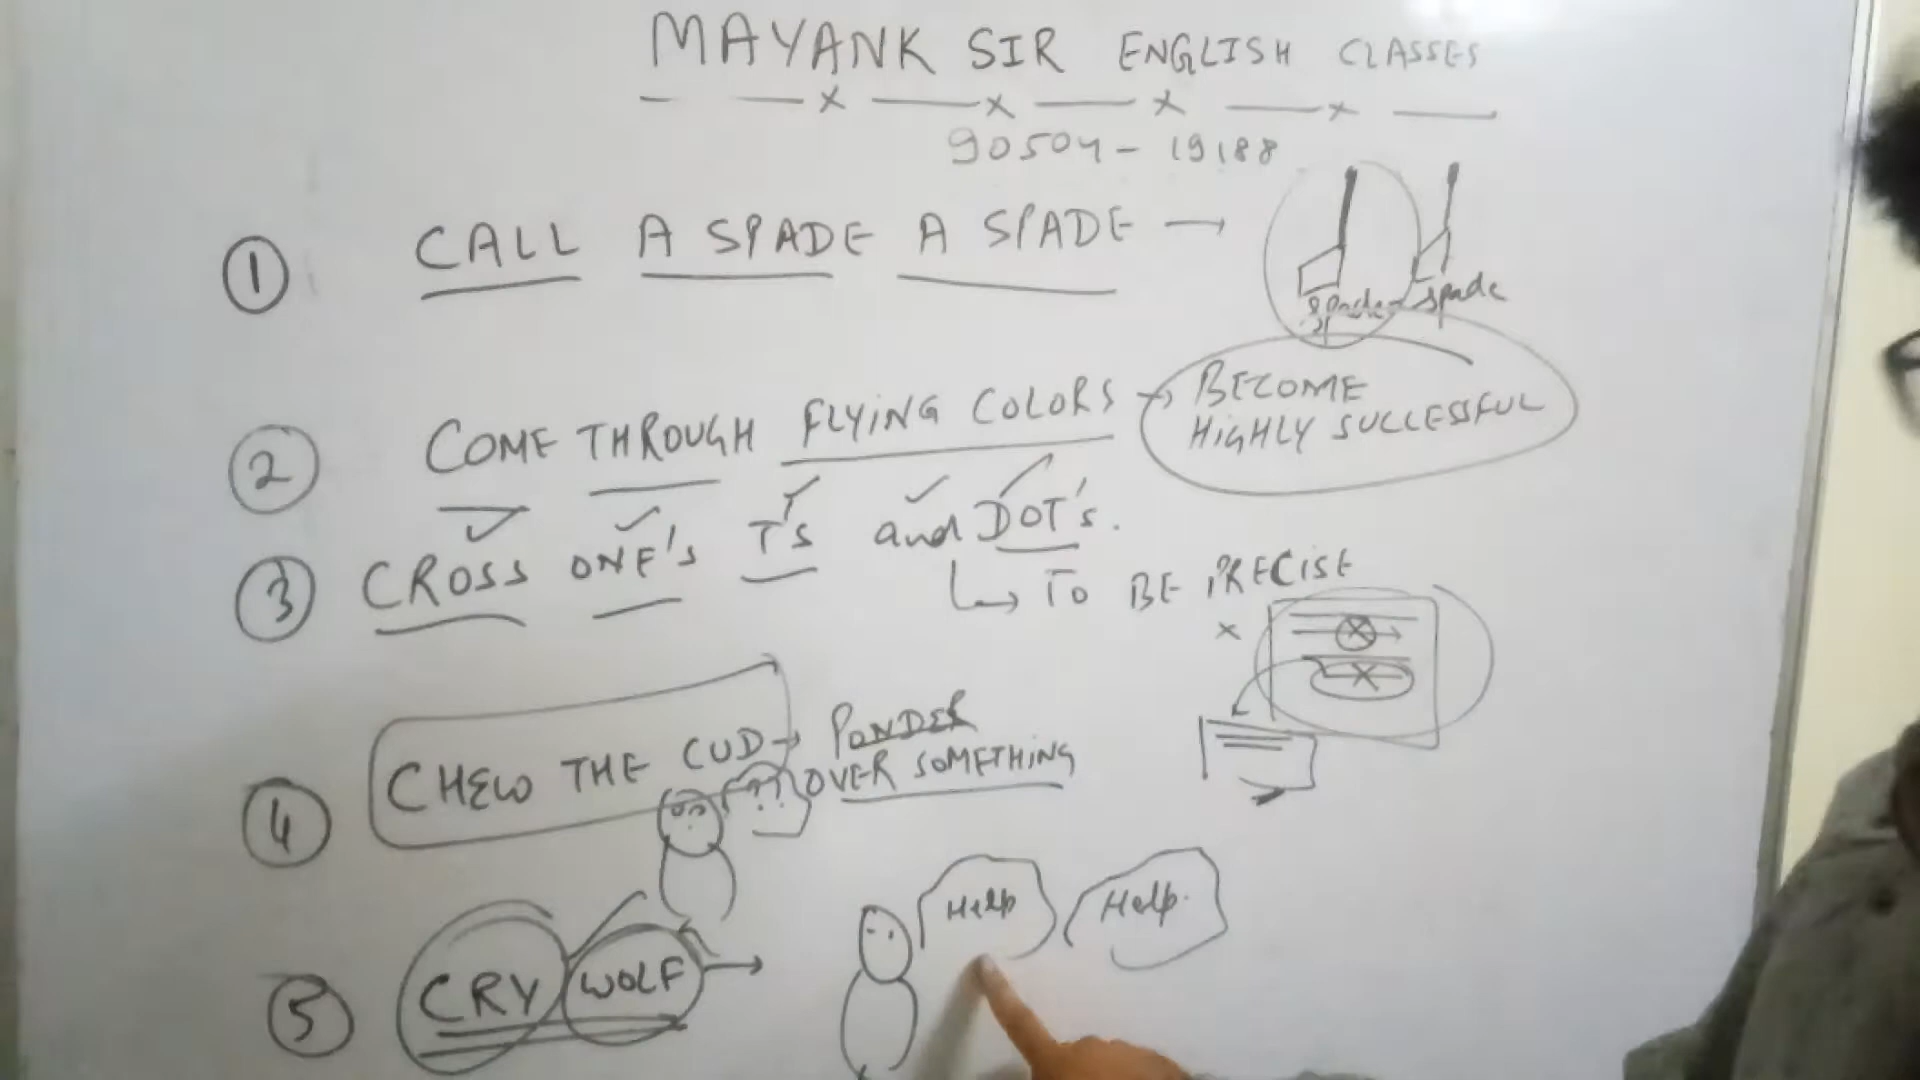 MAYANK SIR ENGLISH CLASSES
90504-19188
1 CALL A SPADE A SPADE →
spade spade
2 COME THROUGH FLYING COLORS → BECOME
HIGHLY SUCCESSFUL
3 CROSS ONE's T's and DOT's.
↳ TO BE PRECISE
4 CHEW THE CUD → PONDER
OVER SOMETHING
??
Help Help.
5 CRY WOLF →